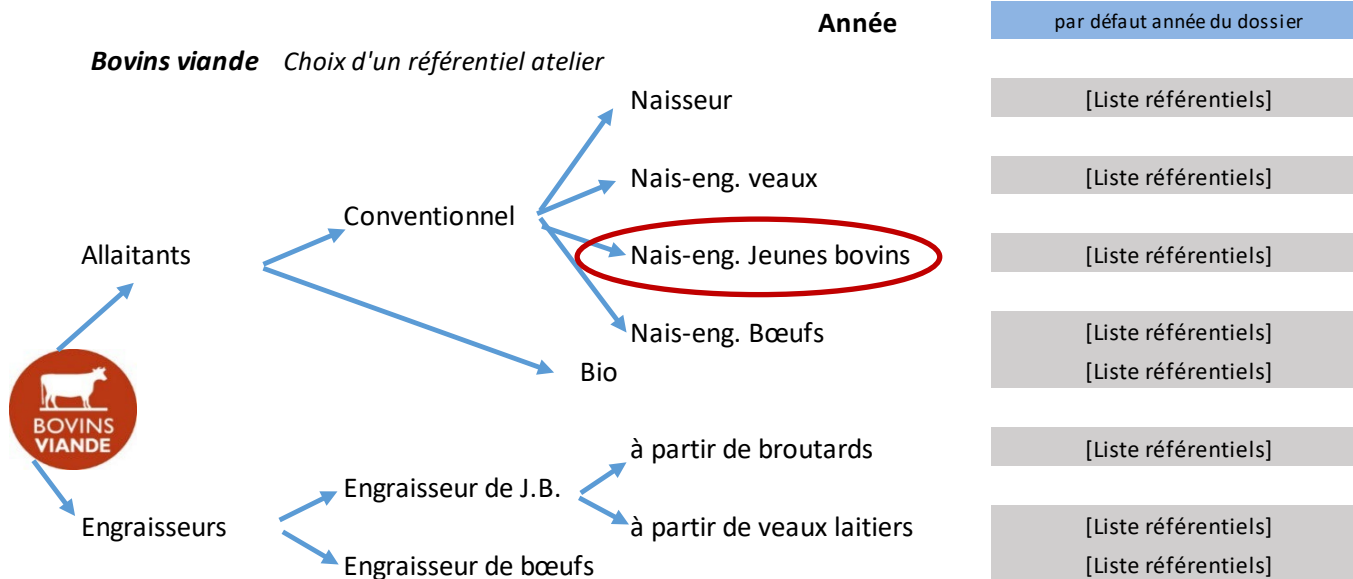 Année
par défaut année du dossier
Bovins viande Choix d'un référentiel atelier
Naisseur
[Liste référentiels]
Nais-eng. veaux
[Liste référentiels]
Conventionnel
Allaitants
Nais-eng. Jeunes bovins
[Liste référentiels]
Nais-eng. Bœufs
[Liste référentiels]
Bio
[Liste référentiels]
BOVINS
VIANDE
à partir de broutards
[Liste référentiels]
Engraisseur de J.B.
Engraisseurs
à partir de veaux laitiers
[Liste référentiels]
Engraisseur de bœufs
[Liste référentiels]